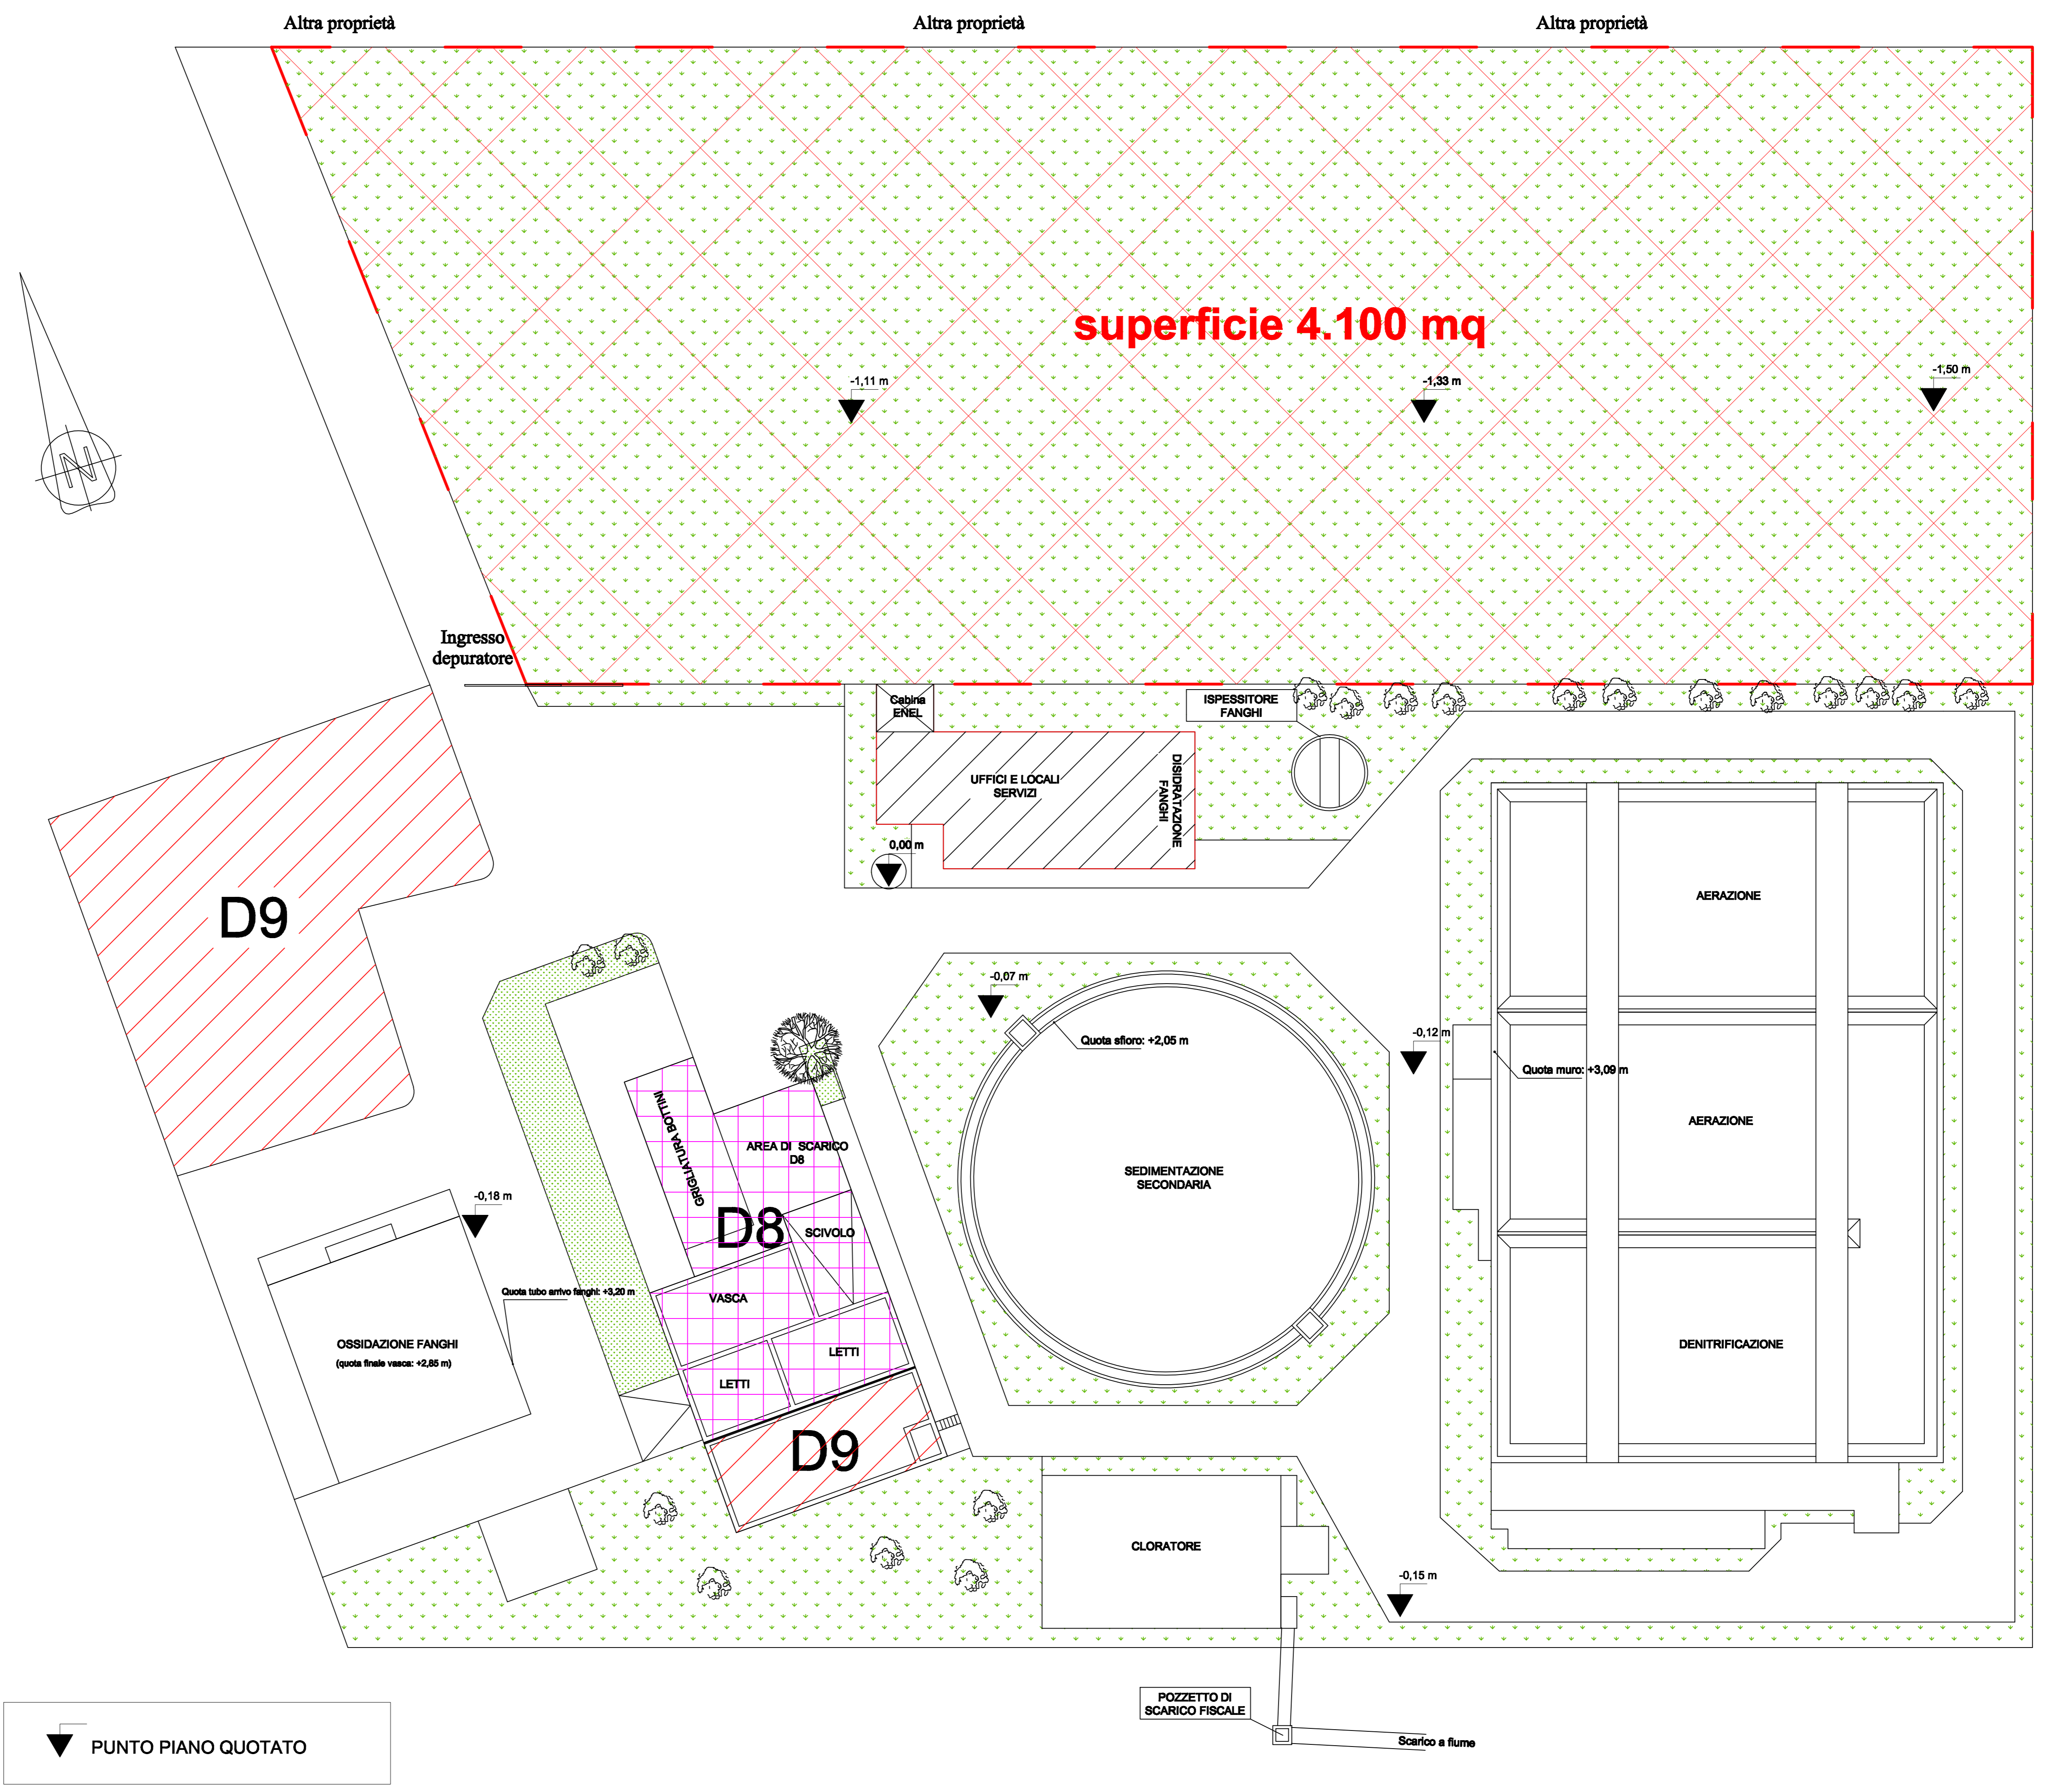 Altra proprietà
Altra proprietà
Altra proprietà
superficie 4.100 mq
-1,11 m
-1,33 m
-1,50 m
N
Ingresso
depuratore
Cabina
ENEL
ISPESSITORE
FANGHI
UFFICI E LOCALI
SERVIZI
DISIDRATAZIONE
FANGHI
0,00 m
D9
AERAZIONE
-0,07 m
Quota sfioro: +2,05 m
-0,12 m
Quota muro: +3,09 m
GRIGLIATURA BOTTINI
AREA DI SCARICO
D8
AERAZIONE
SEDIMENTAZIONE
SECONDARIA
-0,18 m
D8
SCIVOLO
Quota tubo arrivo fanghi: +3,20 m
VASCA
OSSIDAZIONE FANGHI
(quota finale vasca: +2,85 m)
LETTI
LETTI
DENITRIFICAZIONE
D9
CLORATORE
-0,15 m
POZZETTO DI
SCARICO FISCALE
Scarico a fiume
PUNTO PIANO QUOTATO